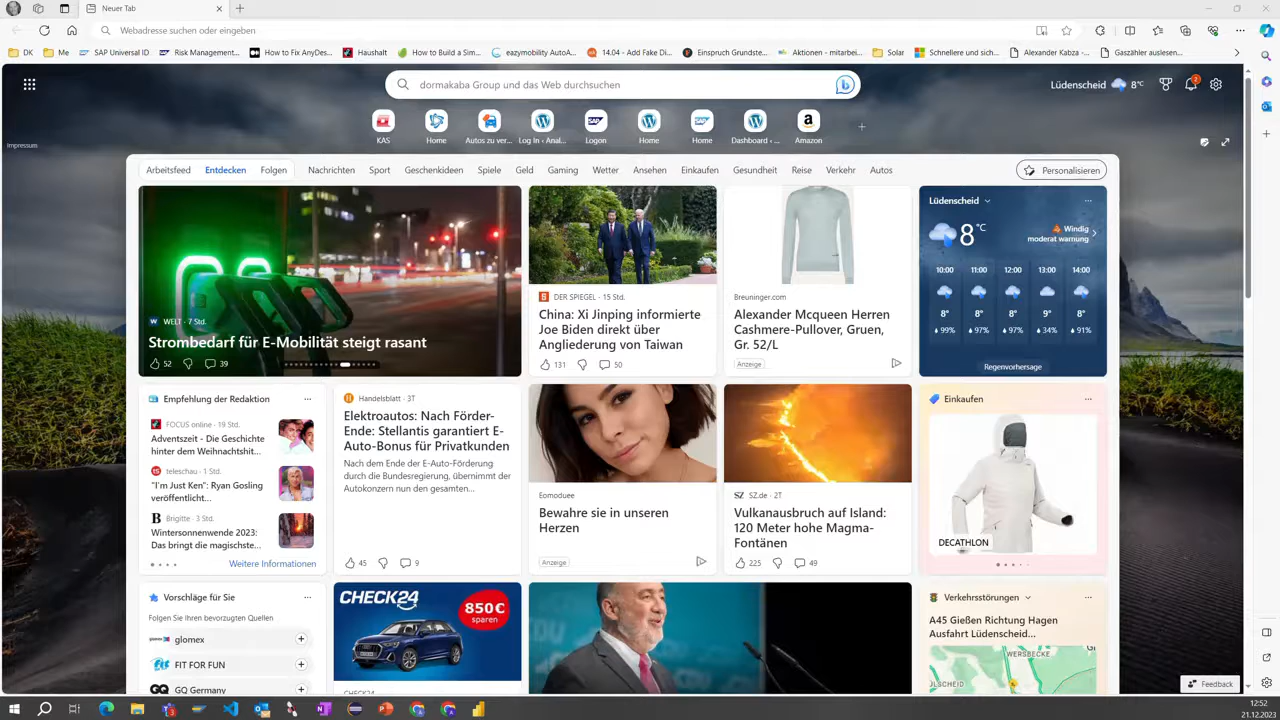 Neuer Tab
Webadresse suchen oder eingeben
DK
Me
SAP Universal ID
Risk Management...
How to Fix AnyDes...
Haushalt
How to Build a Sim...
eazymobility AutoA...
14.04 - Add Fake Di...
Einspruch Grundste...
Aktionen - mitarbei...
Solar
Schnellere und sich...
Alexander Kabza -...
Gaszähler auslesen...
dormakaba Group und das Web durchsuchen
Lüdenscheid 8°C
2
KAS
Home
Autos zu ver...
Log In ‹ Anal...
Logon
Home
Home
Dashboard ‹ ...
Amazon
Impressum
Arbeitsfeed
Entdecken
Folgen
Nachrichten
Sport
Geschenkideen
Spiele
Geld
Gaming
Wetter
Ansehen
Einkaufen
Gesundheit
Reise
Verkehr
Autos
Personalisieren
WELT · 7 Std.
Strombedarf für E-Mobilität steigt rasant
52
39
DER SPIEGEL · 15 Std.
China: Xi Jinping informierte
Joe Biden direkt über
Angliederung von Taiwan
131
50
Breuninger.com
Alexander Mcqueen Herren
Cashmere-Pullover, Gruen,
Gr. 52/L
Anzeige
Lüdenscheid
8°C
Windig
moderat warnung
10:00 11:00 12:00 13:00 14:00
8° 8° 8° 9° 8°
99% 97% 97% 34% 91%
Regenvorhersage
Empfehlung der Redaktion
FOCUS online · 19 Std.
Adventszeit - Die Geschichte
hinter dem Weihnachtshit...
teleschau · 1 Std.
"I'm Just Ken": Ryan Gosling
veröffentlicht...
Brigitte · 3 Std.
Wintersonnenwende 2023:
Das bringt die magischste...
Weitere Informationen
Handelsblatt · 3T
Elektroautos: Nach Förder-
Ende: Stellantis garantiert E-
Auto-Bonus für Privatkunden
Nach dem Ende der E-Auto-Förderung
durch die Bundesregierung, übernimmt der
Autokonzern nun den gesamten...
45
9
Eomoduee
Bewahre sie in unseren
Herzen
Anzeige
SZ.de · 2T
Vulkanausbruch auf Island:
120 Meter hohe Magma-
Fontänen
225
49
Einkaufen
DECATHLON
Vorschläge für Sie
Folgen Sie Ihren bevorzugten Quellen
glomex
FIT FOR FUN
GQ Germany
CHECK24
850€
sparen
CHECK24
Verkehrsstörungen
A45 Gießen Richtung Hagen
Ausfahrt Lüdenscheid...
WERSBECKE
Feedback
12:52
21.12.2023